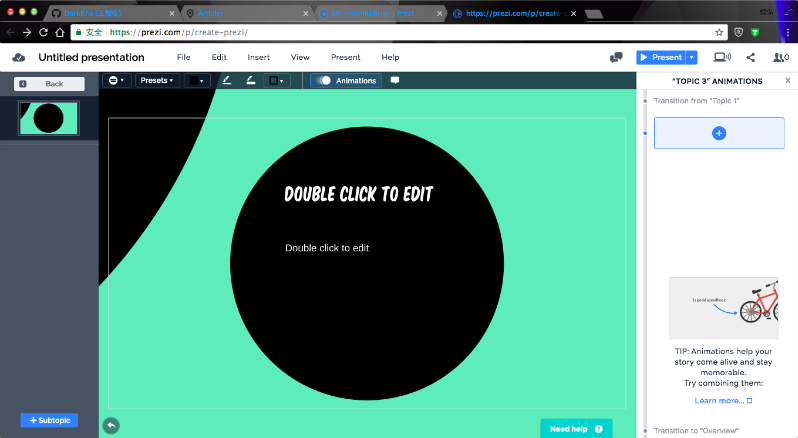 安全 https://prezi.com/p/create-prezi/
https://prezi.com/p/create-
Untitled presentation
File Edit Insert View Present Help
Present
0
Back
Presets
Animations
"TOPIC 3" ANIMATIONS
Transition from "Topic 1"
DOUBLE CLICK TO EDIT
Double click to edit
TIP: Animations help your
story come alive and stay
memorable.
Try combining them:
Learn more...
Subtopic
Need help
Transition to "Overview"